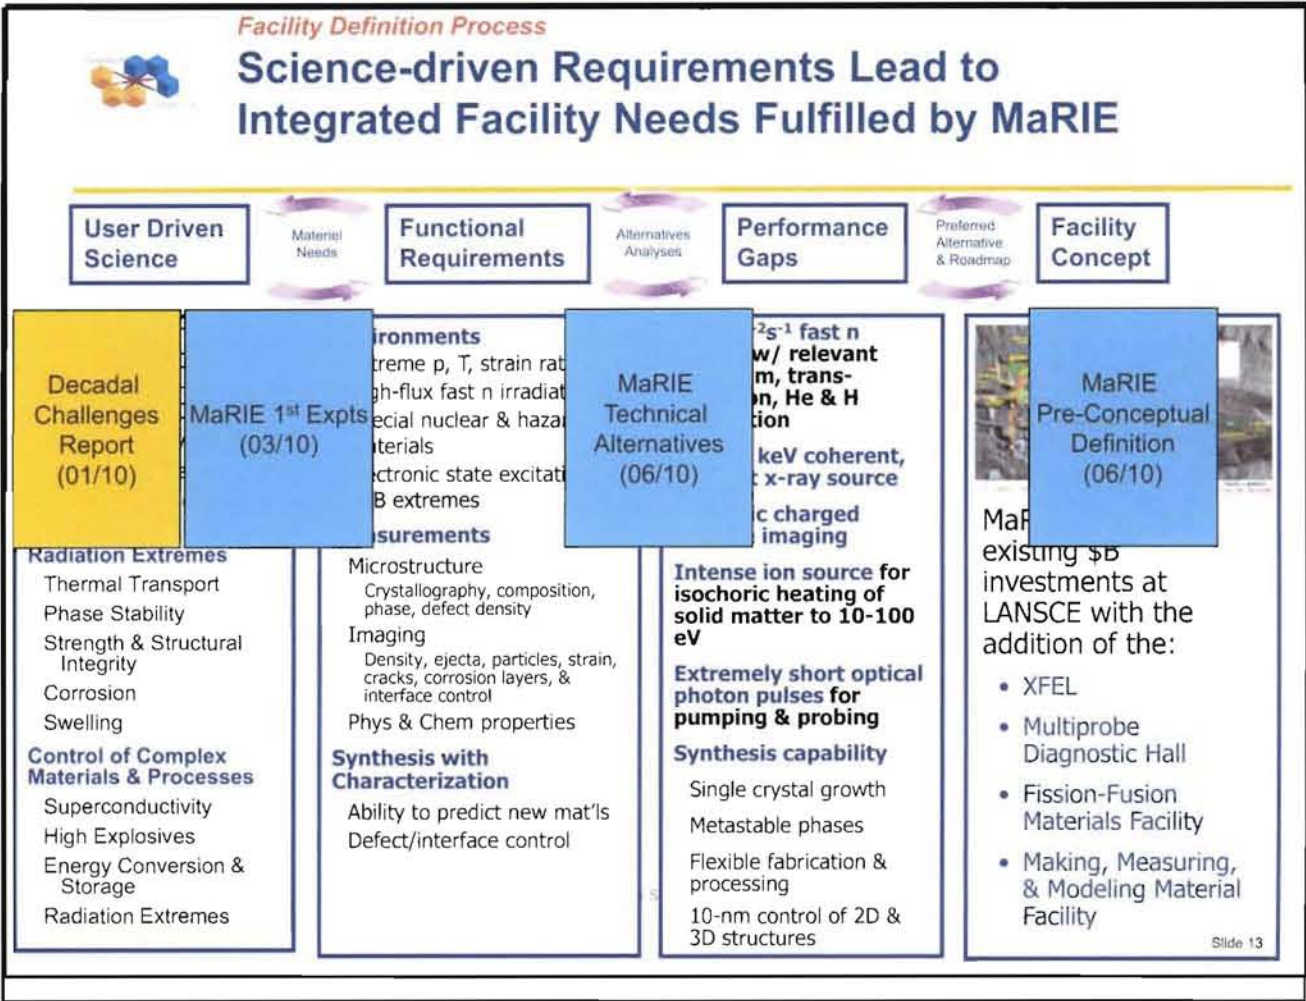 Facility Definition Process
Science-driven Requirements Lead to
Integrated Facility Needs Fulfilled by MaRIE
User Driven
Science
Materiel
Needs
Functional
Requirements
Alternatives
Analyses
Performance
Gaps
Preferred
Alternative
& Roadmap
Facility
Concept
Decadal
Challenges
Report
(01/10)
MaRIE 1st Expts
(03/10)
MaRIE
Technical
Alternatives
(06/10)
MaRIE
Pre-Conceptual
Definition
(06/10)
Radiation Extremes
Thermal Transport
Phase Stability
Strength & Structural
Integrity
Corrosion
Swelling
Control of Complex
Materials & Processes
Superconductivity
High Explosives
Energy Conversion &
Storage
Radiation Extremes
ironments
treme p, T, strain rat
gh-flux fast n irradiat
ecial nuclear & haza
terials
ectronic state excitati
B extremes
surements
Microstructure
Crystallography, composition,
phase, defect density
Imaging
Density, ejecta, particles, strain,
cracks, corrosion layers, &
interface control
Phys & Chem properties
Synthesis with
Characterization
Ability to predict new mat'ls
Defect/interface control
-2s-1 fast n
w/ relevant
m, trans-
on, He & H
tion
keV coherent,
x-ray source
c charged
imaging
Intense ion source for
isochoric heating of
solid matter to 10-100
eV
Extremely short optical
photon pulses for
pumping & probing
Synthesis capability
Single crystal growth
Metastable phases
Flexible fabrication &
processing
10-nm control of 2D &
3D structures
existing $B
investments at
LANSCE with the
addition of the:
• XFEL
• Multiprobe
Diagnostic Hall
• Fission-Fusion
Materials Facility
• Making, Measuring,
& Modeling Material
Facility
Slide 13